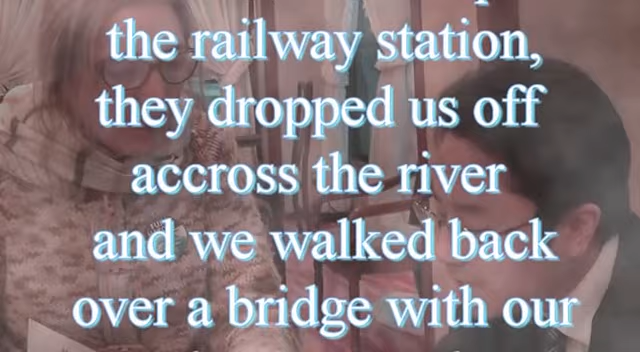 the railway station,
they dropped us off
accross the river
and we walked back
over a bridge with our